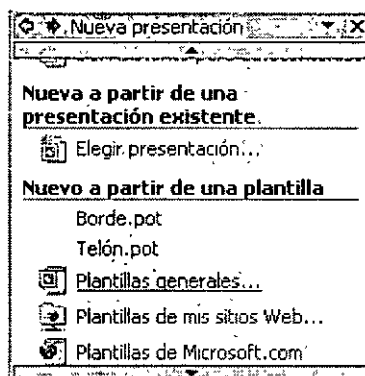 Nueva presentación
Nueva a partir de una
presentación existente
Elegir presentación...
Nuevo a partir de una plantilla
Borde.pot
Telón.pot
Plantillas generales...
Plantillas de mis sitios Web...
Plantillas de Microsoft.com